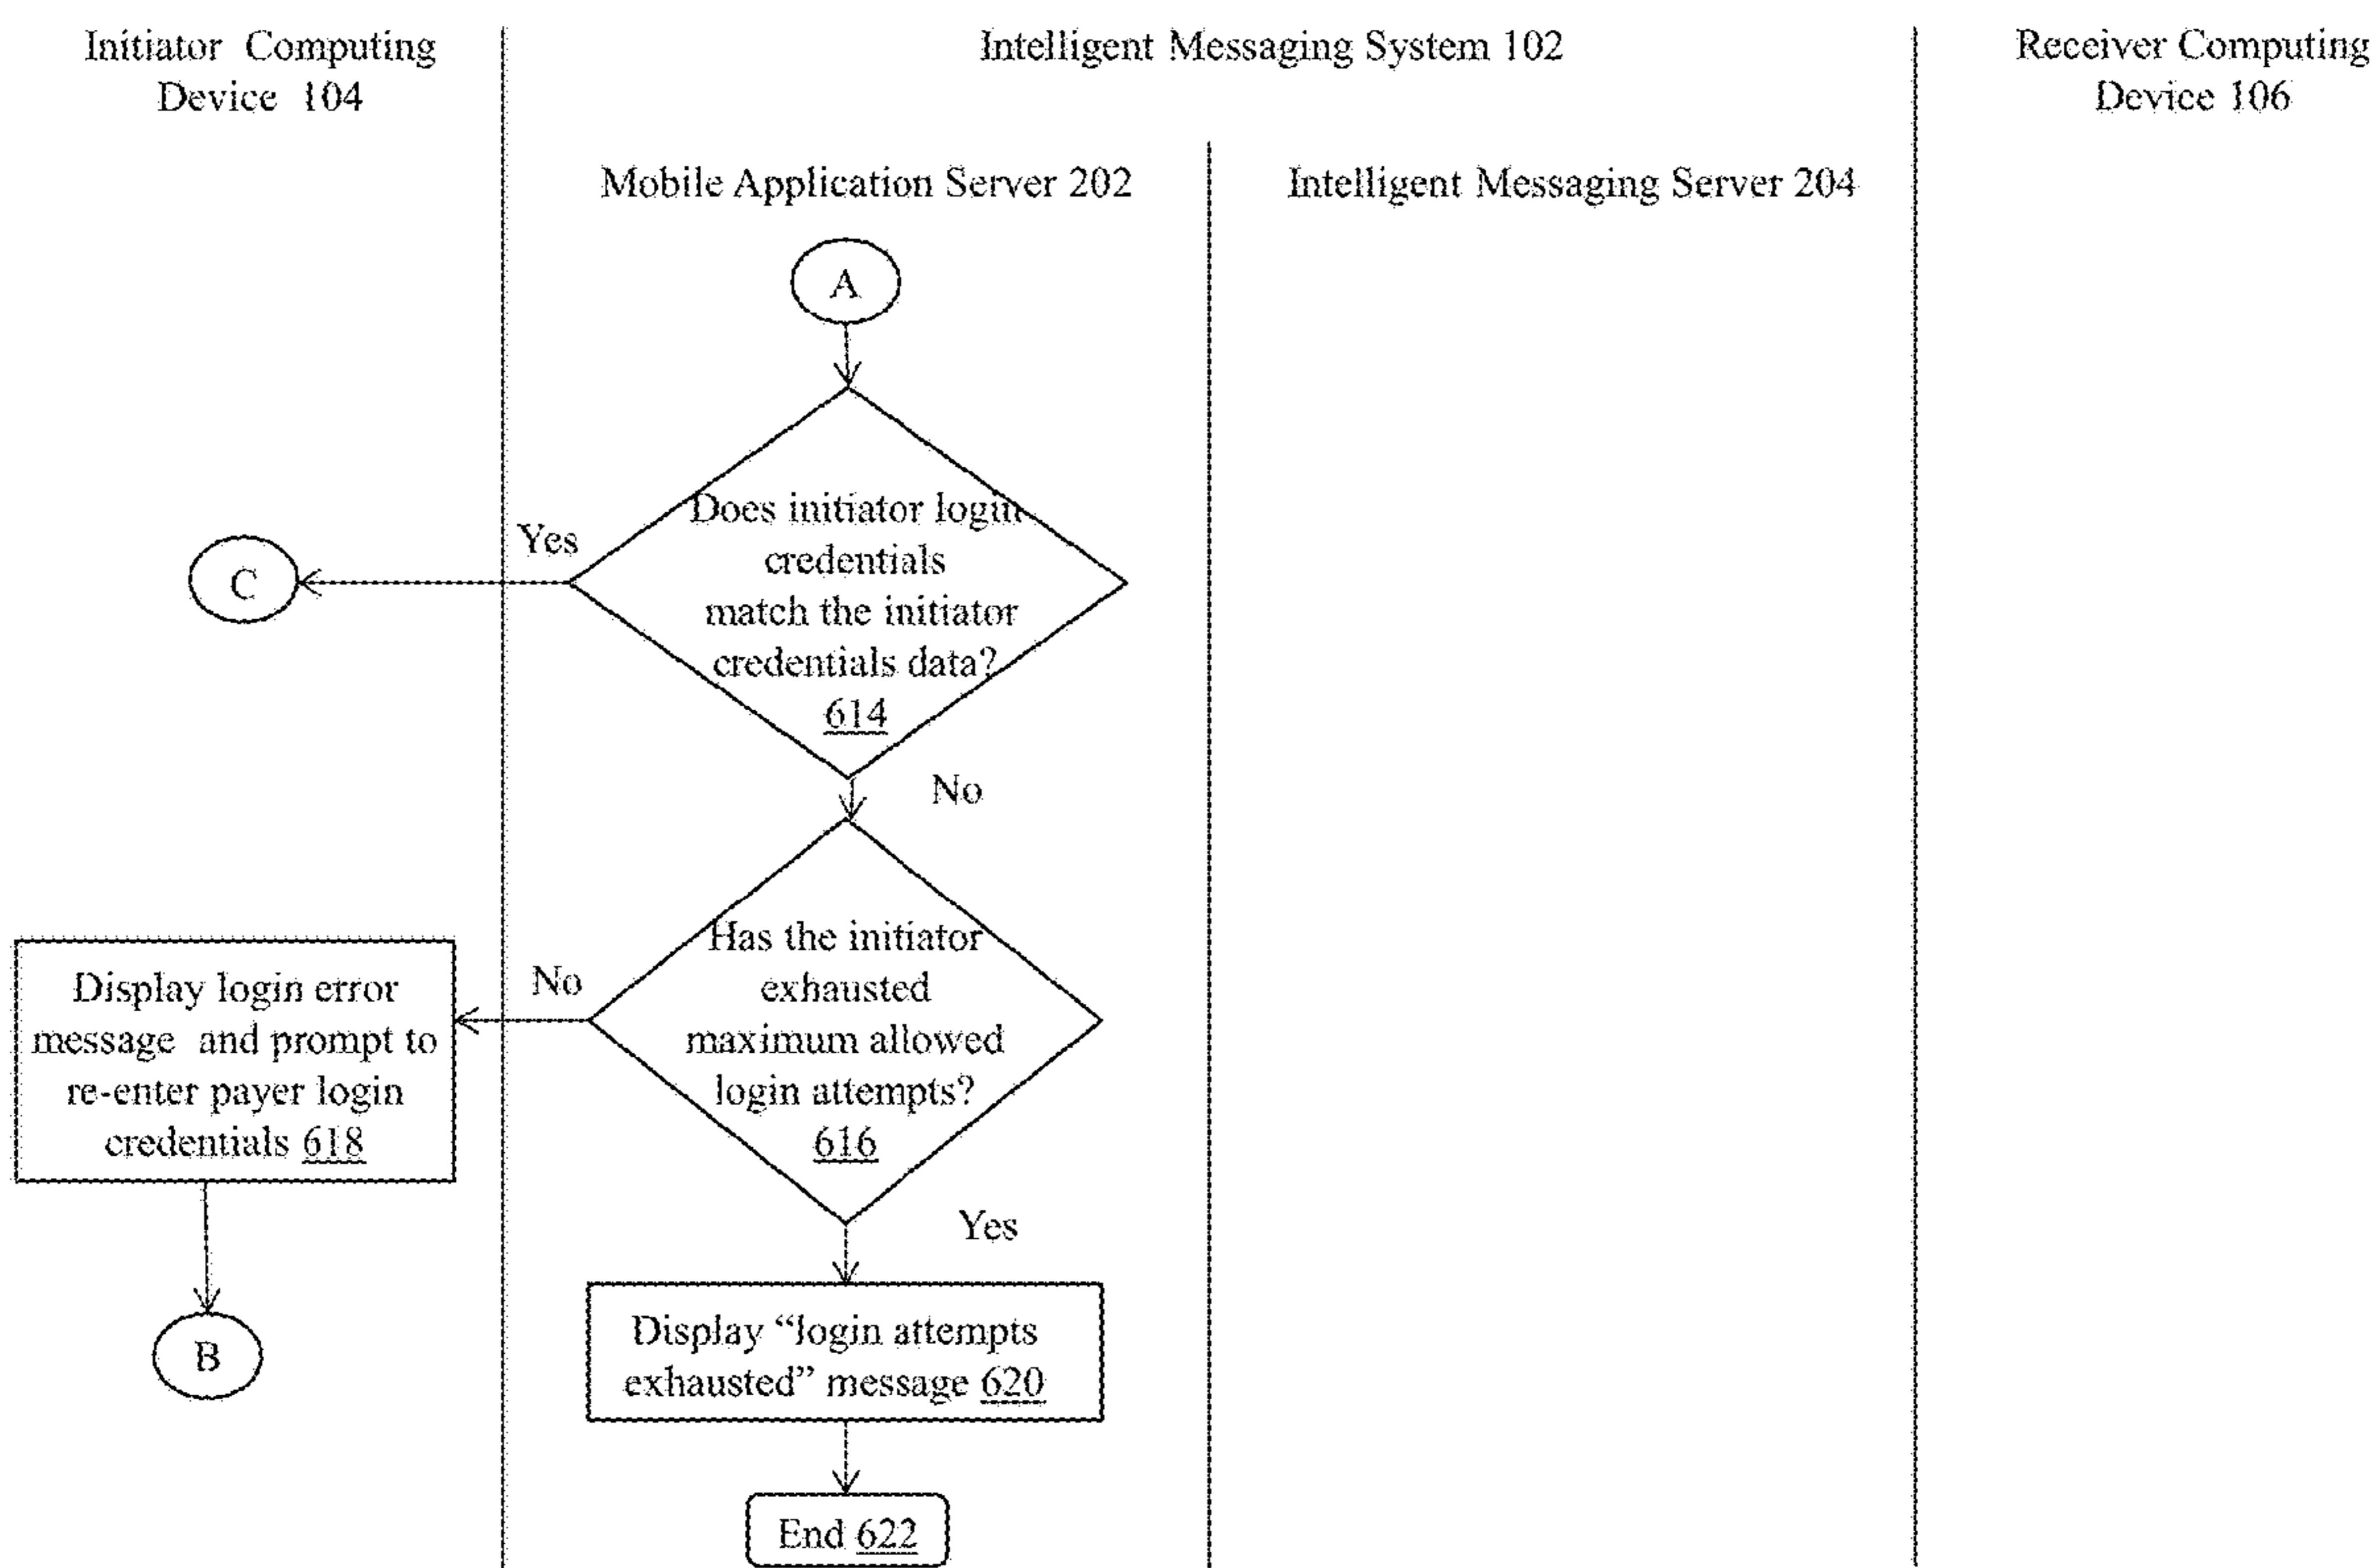 Initiator Computing
Device 104
Intelligent Messaging System 102
Receiver Computing
Device 106
Mobile Application Server 202
Intelligent Messaging Server 204
A
Does initiator login
credentials
match the initiator
credentials data?
614
Yes
C
No
Has the initiator
exhausted
maximum allowed
login attempts?
616
No
Display login error
message and prompt to
re-enter payer login
credentials 618
B
Yes
Display “login attempts
exhausted” message 620
End 622